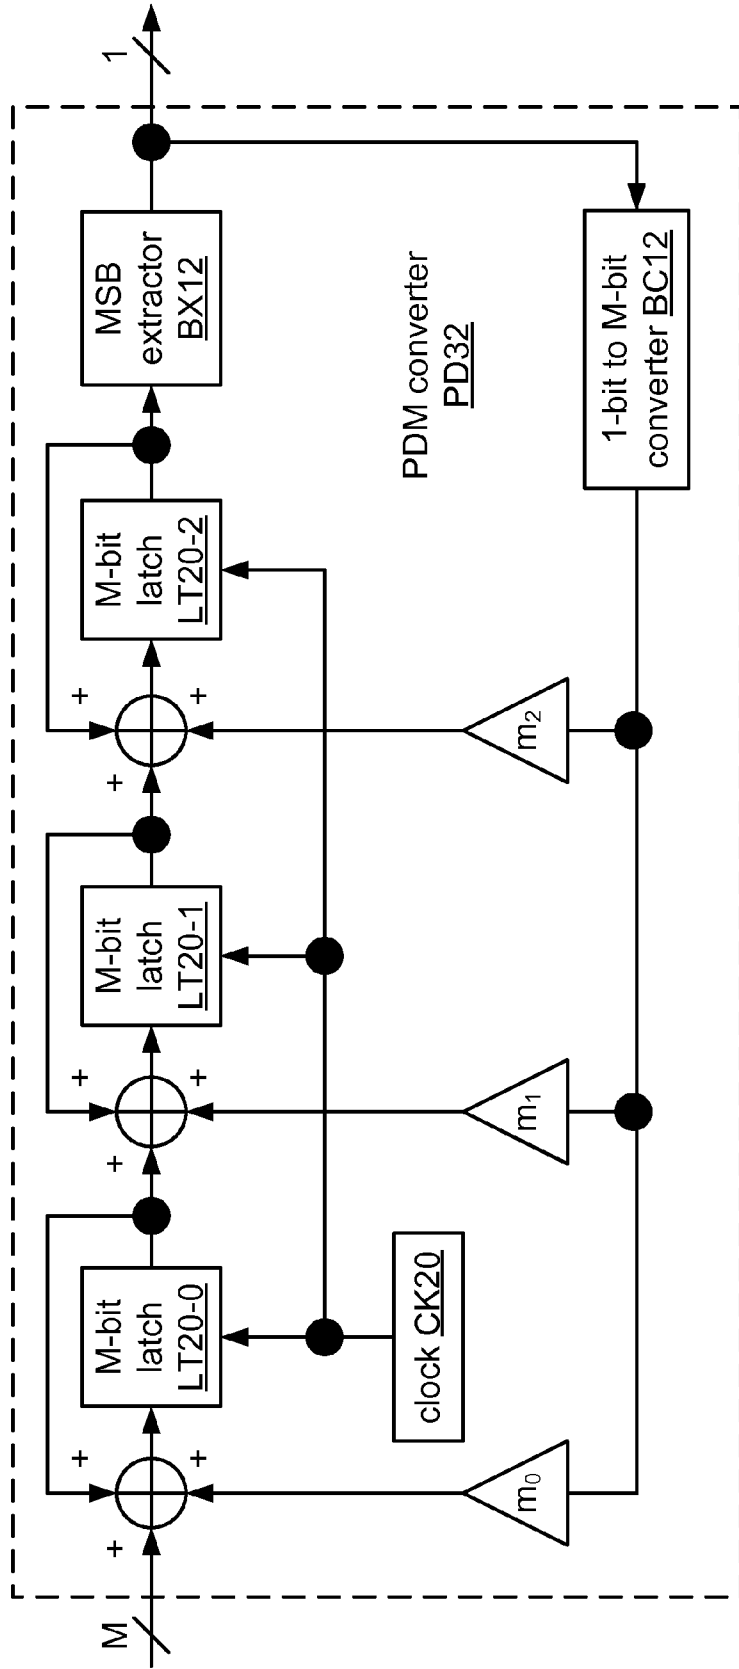 M
+
+
+
M-bit
latch
LT20-0
+
+
+
M-bit
latch
LT20-1
+
+
+
M-bit
latch
LT20-2
MSB
extractor
BX12
1
clock CK20
PDM converter
PD32
m0
m1
m2
1-bit to M-bit
converter BC12